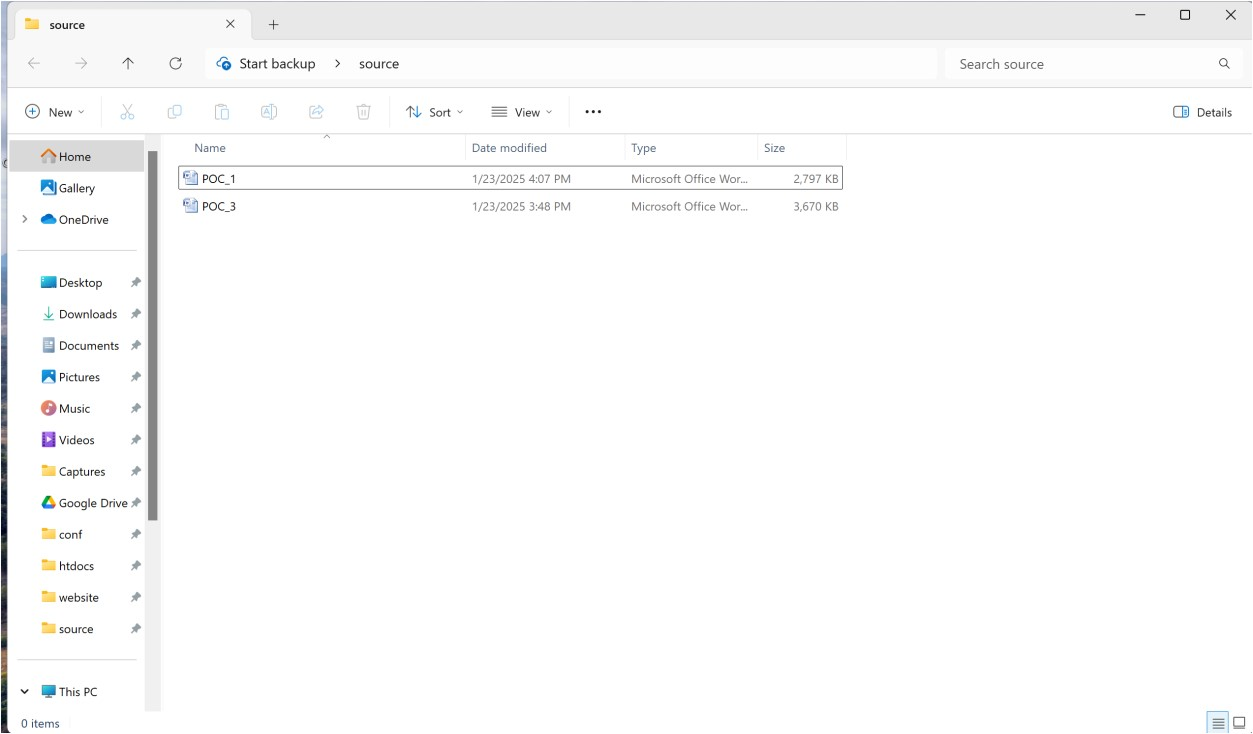 source
Start backup > source
Search source
New
Sort
View
Details
Name Date modified Type Size
POC_1 1/23/2025 4:07 PM Microsoft Office Wor... 2,797 KB
POC_3 1/23/2025 3:48 PM Microsoft Office Wor... 3,670 KB
Home
Gallery
OneDrive
Desktop
Downloads
Documents
Pictures
Music
Videos
Captures
Google Drive
conf
htdocs
website
source
This PC
0 items